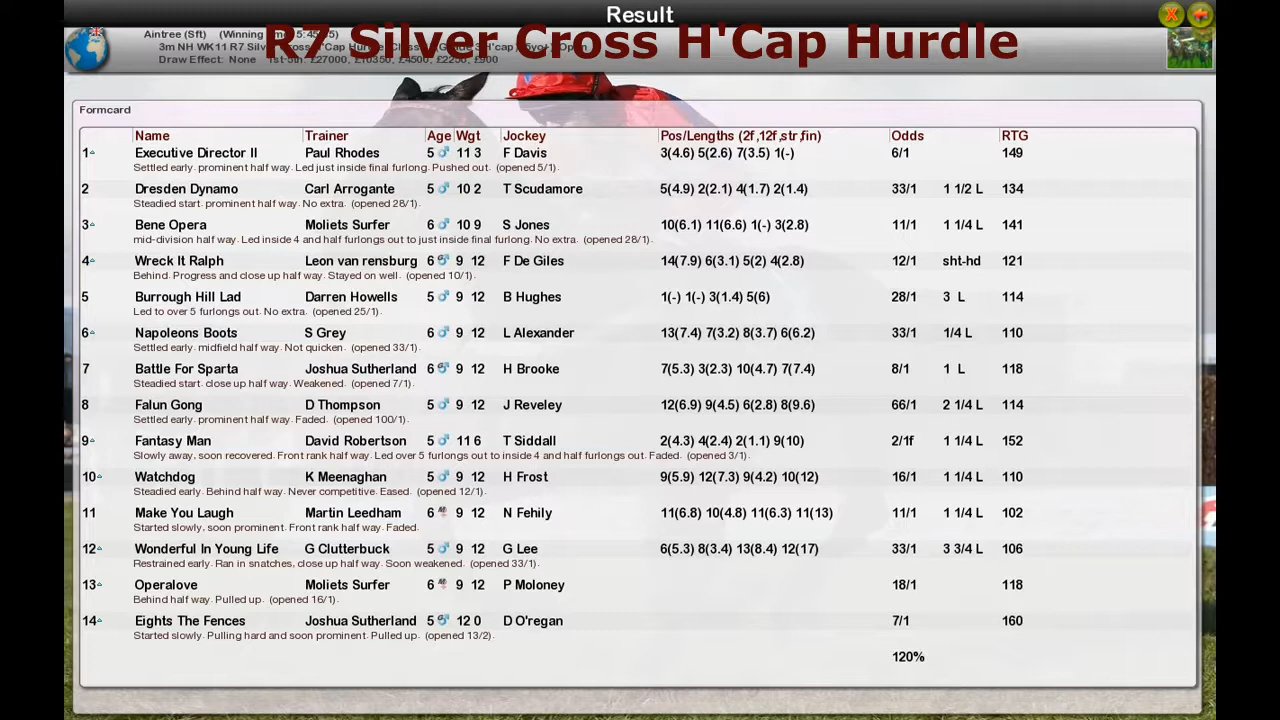 Result
R7 Silver Cross H'Cap Hurdle
Aintree (Sft) (Winning
3m NH WK11 R7
Draw Effect: None 1st-5th: £27000, £10350, £4500, £2250, £900
Formcard
Name Trainer Age Wgt Jockey Pos/Lengths (2f,12f,str,fin) Odds RTG
1 Executive Director II Paul Rhodes 5 11 3 F Davis 3(4.6) 5(2.6) 7(3.5) 1(-) 6/1 149
Settled early. prominent half way. Led just inside final furlong. Pushed out. (opened 5/1).
2 Dresden Dynamo Carl Arrogante 5 10 2 T Scudamore 5(4.9) 2(2.1) 4(1.7) 2(1.4) 33/1 1 1/2 L 134
Steadied start. prominent half way. No extra. (opened 28/1).
3 Bene Opera Moliets Surfer 6 10 9 S Jones 10(6.1) 11(6.6) 1(-) 3(2.8) 11/1 1 1/4 L 141
mid-division half way. Led inside 4 and half furlongs out to just inside final furlong. No extra. (opened 28/1).
4 Wreck It Ralph Leon van rensburg 6 9 12 F De Giles 14(7.9) 6(3.1) 5(2) 4(2.8) 12/1 sht-hd 121
Behind. Progress and close up half way. Stayed on well. (opened 10/1).
5 Burrough Hill Lad Darren Howells 5 9 12 B Hughes 1(-) 1(-) 3(1.4) 5(6) 28/1 3 L 114
Led to over 5 furlongs out. No extra. (opened 25/1).
6 Napoleons Boots S Grey 6 9 12 L Alexander 13(7.4) 7(3.2) 8(3.7) 6(6.2) 33/1 1/4 L 110
Settled early. midfield half way. Not quicken. (opened 33/1).
7 Battle For Sparta Joshua Sutherland 6 9 12 H Brooke 7(5.3) 3(2.3) 10(4.7) 7(7.4) 8/1 1 L 118
Steadied start. close up half way. Weakened. (opened 7/1).
8 Falun Gong D Thompson 5 9 12 J Reveley 12(6.9) 9(4.5) 6(2.8) 8(9.6) 66/1 2 1/4 L 114
Settled early. prominent half way. Faded. (opened 100/1).
9 Fantasy Man David Robertson 5 11 6 T Siddall 2(4.3) 4(2.4) 2(1.1) 9(10) 2/1f 1 1/4 L 152
Slowly away, soon recovered. Front rank half way. Led over 5 furlongs out to inside 4 and half furlongs out. Faded. (opened 3/1).
10 Watchdog K Meenaghan 5 9 12 H Frost 9(5.9) 12(7.3) 9(4.2) 10(12) 16/1 1 1/4 L 110
Steadied early. Behind half way. Never competitive. Eased. (opened 12/1).
11 Make You Laugh Martin Leedham 6 9 12 N Fehily 11(6.8) 10(4.8) 11(6.3) 11(13) 11/1 1 1/4 L 102
Started slowly, soon prominent. Front rank half way. Faded.
12 Wonderful In Young Life G Clutterbuck 5 9 12 G Lee 6(5.3) 8(3.4) 13(8.4) 12(17) 33/1 3 3/4 L 106
Restrained early. Ran in snatches, close up half way. Soon weakened. (opened 33/1).
13 Operalove Moliets Surfer 6 9 12 P Moloney 18/1 118
Behind half way. Pulled up. (opened 16/1).
14 Eights The Fences Joshua Sutherland 5 12 0 D O'regan 7/1 160
Started slowly. Pulling hard and soon prominent. Pulled up. (opened 13/2).
120%